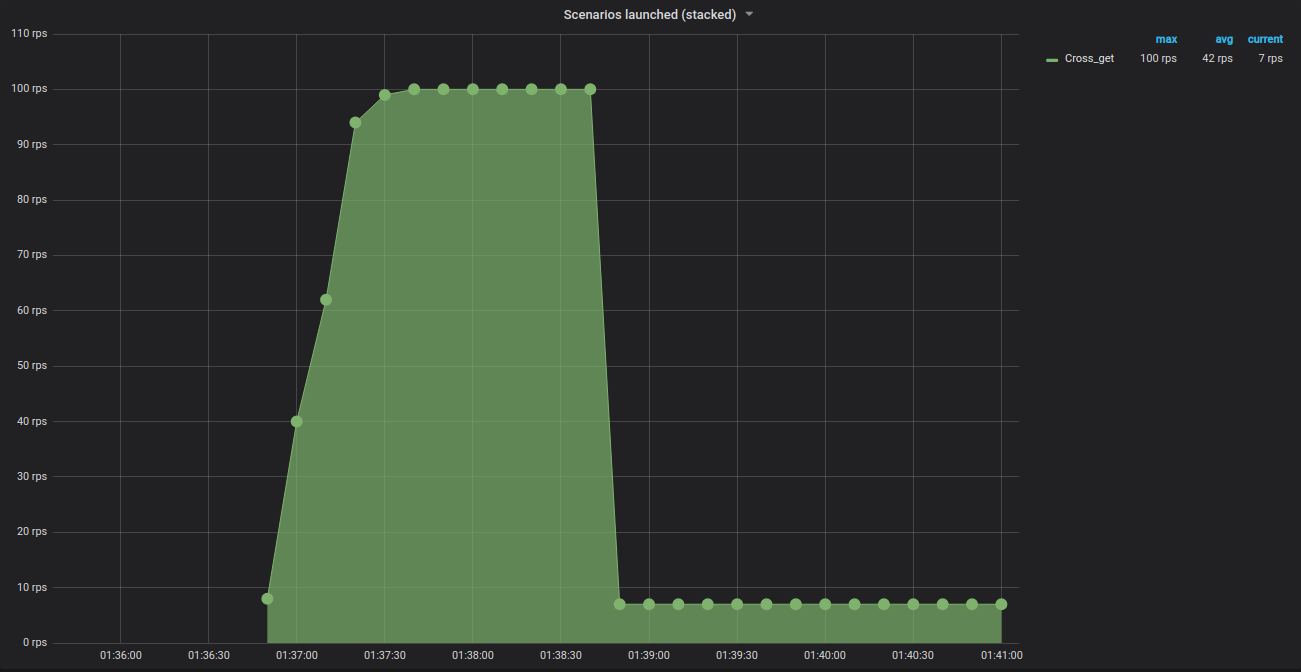 Scenarios launched (stacked)
110 rps
100 rps
90 rps
80 rps
70 rps
60 rps
50 rps
40 rps
30 rps
20 rps
10 rps
0 rps
01:36:00 01:36:30 01:37:00 01:37:30 01:38:00 01:38:30 01:39:00 01:39:30 01:40:00 01:40:30 01:41:00
max avg current
Cross_get 100 rps 42 rps 7 rps